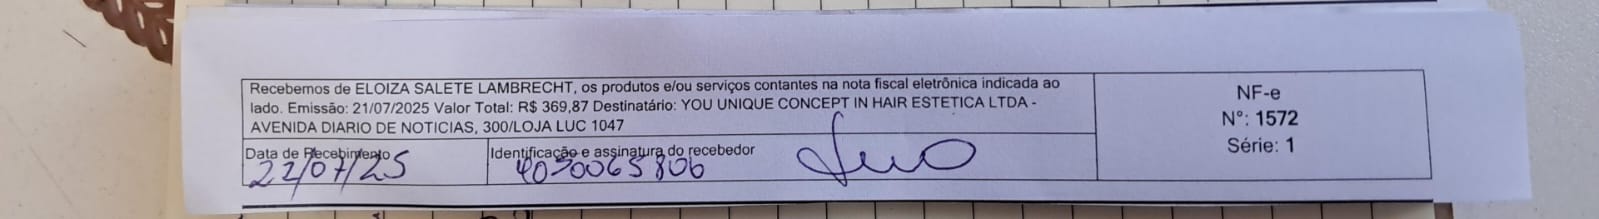 Recebemos de ELOIZA SALETE LAMBRECHT, os produtos e/ou serviços contantes na nota fiscal eletrônica indicada ao
lado. Emissão: 21/07/2025 Valor Total: R$ 369,87 Destinatário: YOU UNIQUE CONCEPT IN HAIR ESTETICA LTDA -
AVENIDA DIARIO DE NOTICIAS, 300/LOJA LUC 1047
Data de Recebimento
22/07/25
Identificação e assinatura do recebedor
NF-e
Nº: 1572
Série: 1